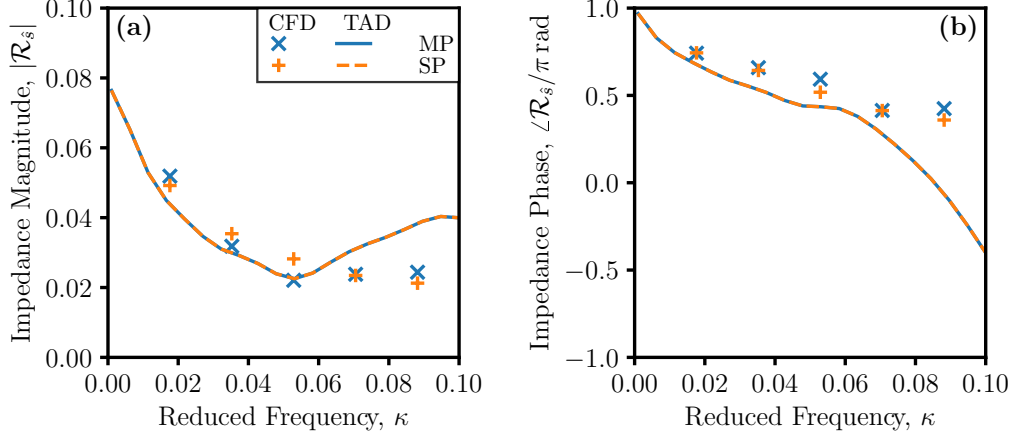 (a)
CFD TAD
MP
SP
0.10
0.08
0.06
0.04
0.02
0.00
0.00 0.02 0.04 0.06 0.08 0.10
Impedance Magnitude, |ℛ_ŝ|
Reduced Frequency, κ
(b)
1.0
0.5
0.0
−0.5
−1.0
0.00 0.02 0.04 0.06 0.08 0.10
Impedance Phase, ∠ℛ_ŝ/π rad
Reduced Frequency, κ